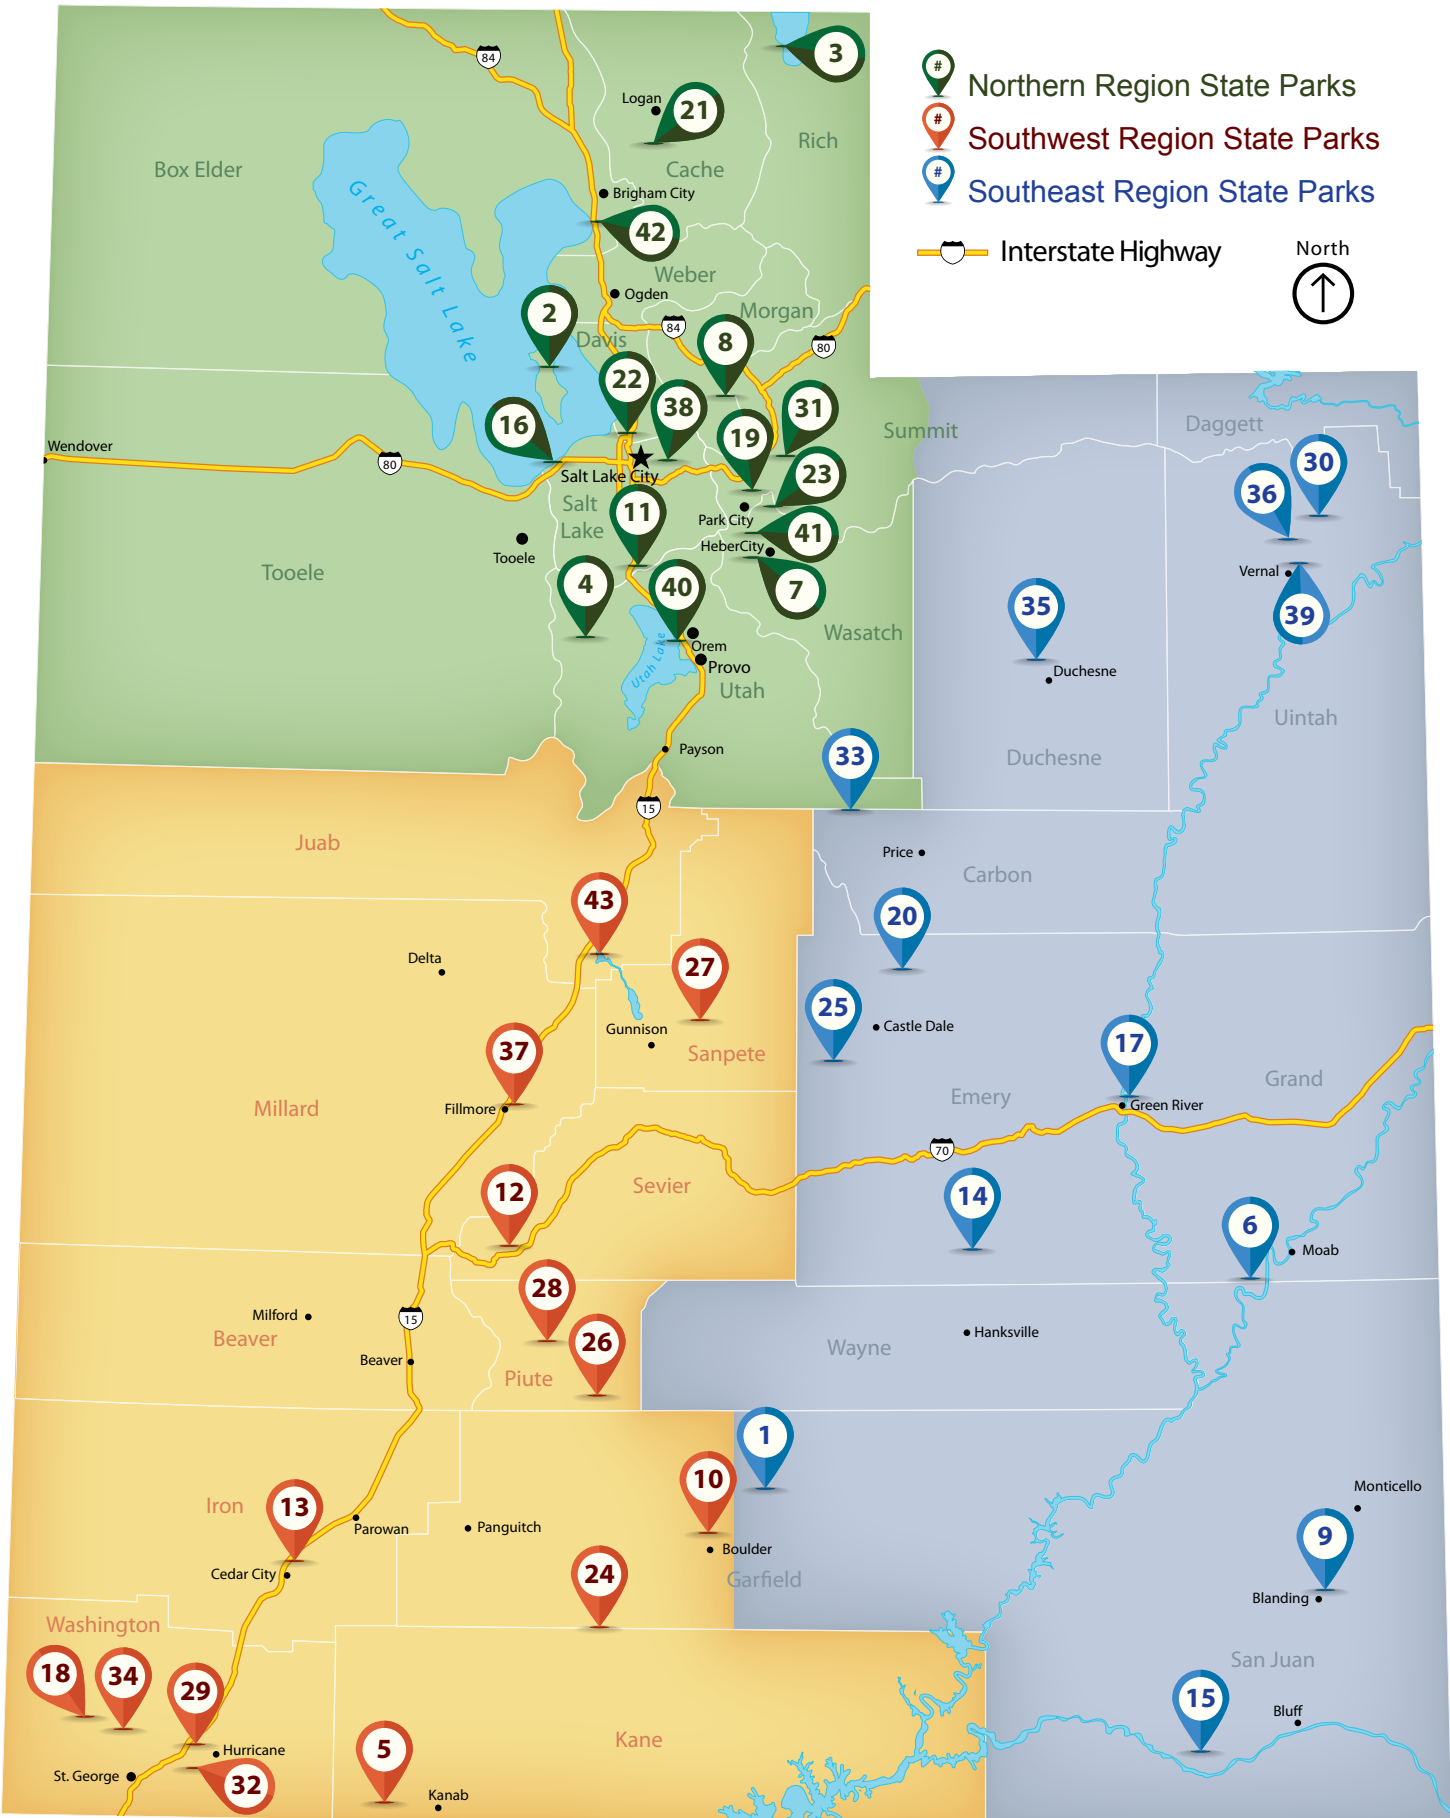 84
3
#
Northern Region State Parks
Logan
21
#
Southwest Region State Parks
Rich
Box Elder
Cache
#
Southeast Region State Parks
Brigham City
Great Salt Lake
42
Interstate Highway
North
Weber
Ogden
2
Morgan
84
Davis
8
80
22
38
31
16
19
Summit
Daggett
Wendover
80
Salt Lake City
23
30
36
Salt
Lake
11
Park City
41
Tooele
HeberCity
Tooele
4
40
7
Vernal
35
39
Utah Lake
Orem
Wasatch
Provo
Duchesne
Utah
Uintah
Payson
33
Duchesne
15
Juab
Price
Carbon
43
20
Delta
27
25
Gunnison
Castle Dale
37
Sanpete
17
Grand
Millard
Fillmore
Emery
Green River
70
12
Sevier
14
6
Moab
28
Milford
15
Beaver
26
Hanksville
Wayne
Beaver
Piute
1
10
Monticello
Iron
13
Parowan
Panguitch
9
Boulder
Cedar City
24
Garfield
Blanding
Washington
18
34
29
San Juan
15
Bluff
Kane
5
Hurricane
St. George
32
Kanab